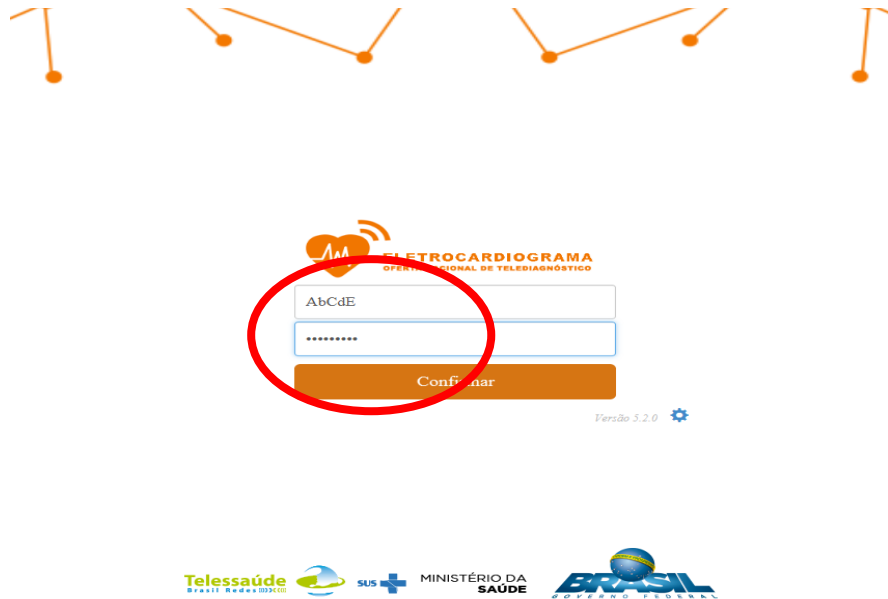 ELETROCARDIOGRAMA
OFERTA NACIONAL DE TELEDIAGNÓSTICO
AbCdE
•••••••••
Confirmar
Versão 5.2.0
Telessaúde
Brasil Redes
SUS
MINISTÉRIO DA
SAÚDE
BRASIL
GOVERNO FEDERAL